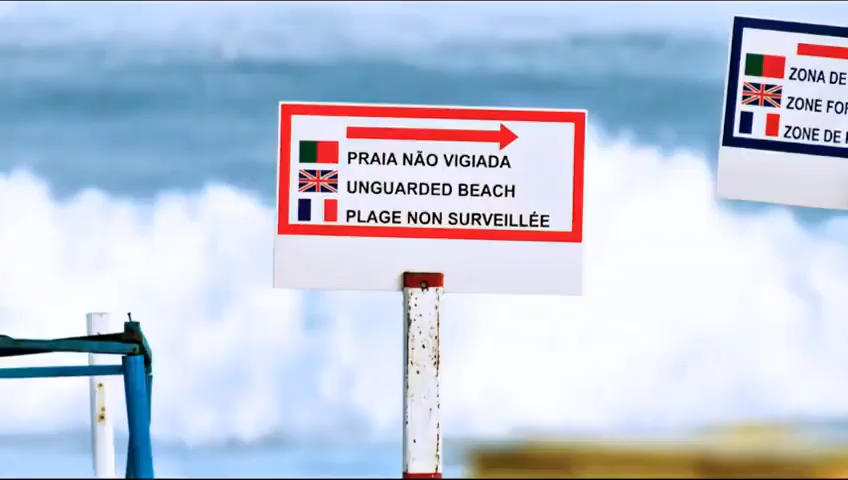 PRAIA NÃO VIGIADA
UNGUARDED BEACH
PLAGE NON SURVEILLÉE
ZONA DE
ZONE FOR
ZONE DE